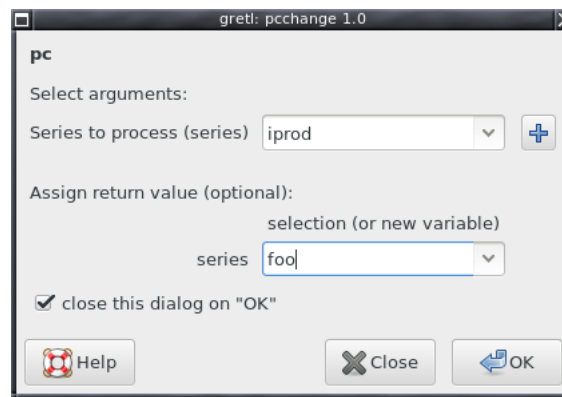 gretl: pcchange 1.0
pc
Select arguments:
Series to process (series) iprod
Assign return value (optional):
selection (or new variable)
series foo
close this dialog on "OK"
Help Close OK